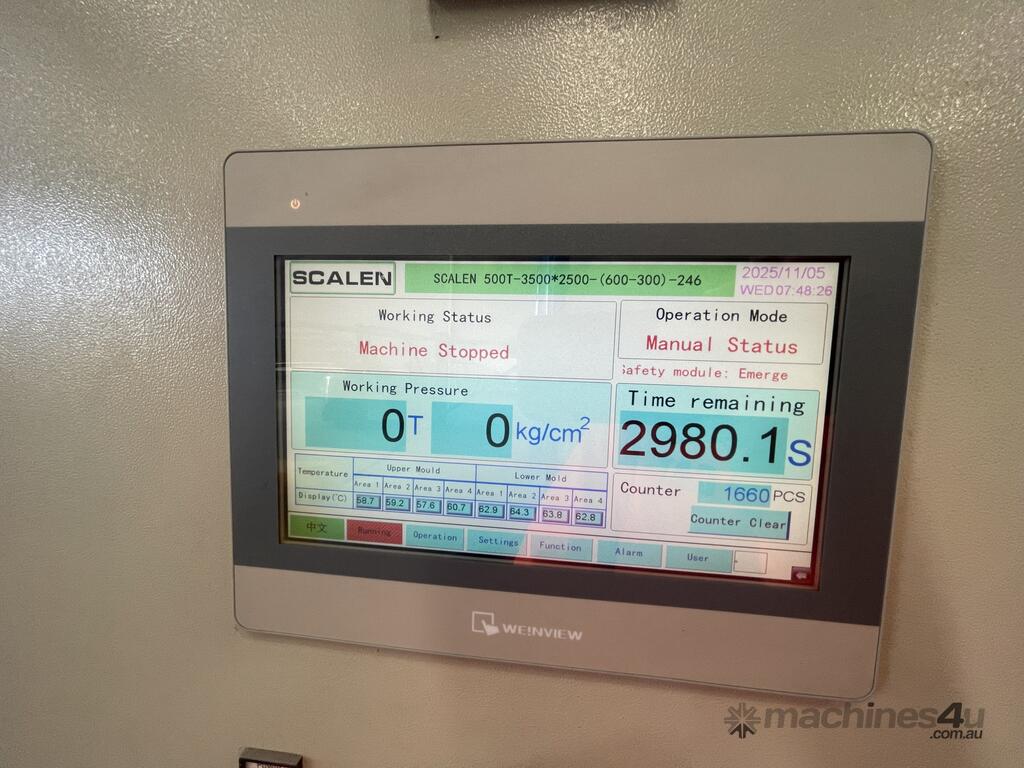 SCALEN
SCALEN 500T-3500*2500-(600-300)-246
2025/11/05
WED 07:48:26
Working Status
Machine Stopped
Operation Mode
Manual Status
Safety module: Emerge
Working Pressure
0T 0kg/cm²
Time remaining
2980.1S
Temperature Upper Mould Lower Mold
Area 1 Area 2 Area 3 Area 4 Area 1 Area 2 Area 3 Area 4
Display(℃) 58.7 59.2 57.6 60.7 62.9 64.3 63.8 62.8
Counter 1660 PCS
Counter Clear
中文 Running Operation Settings Function Alarm User
WEINVIEW
machines4u
.com.au